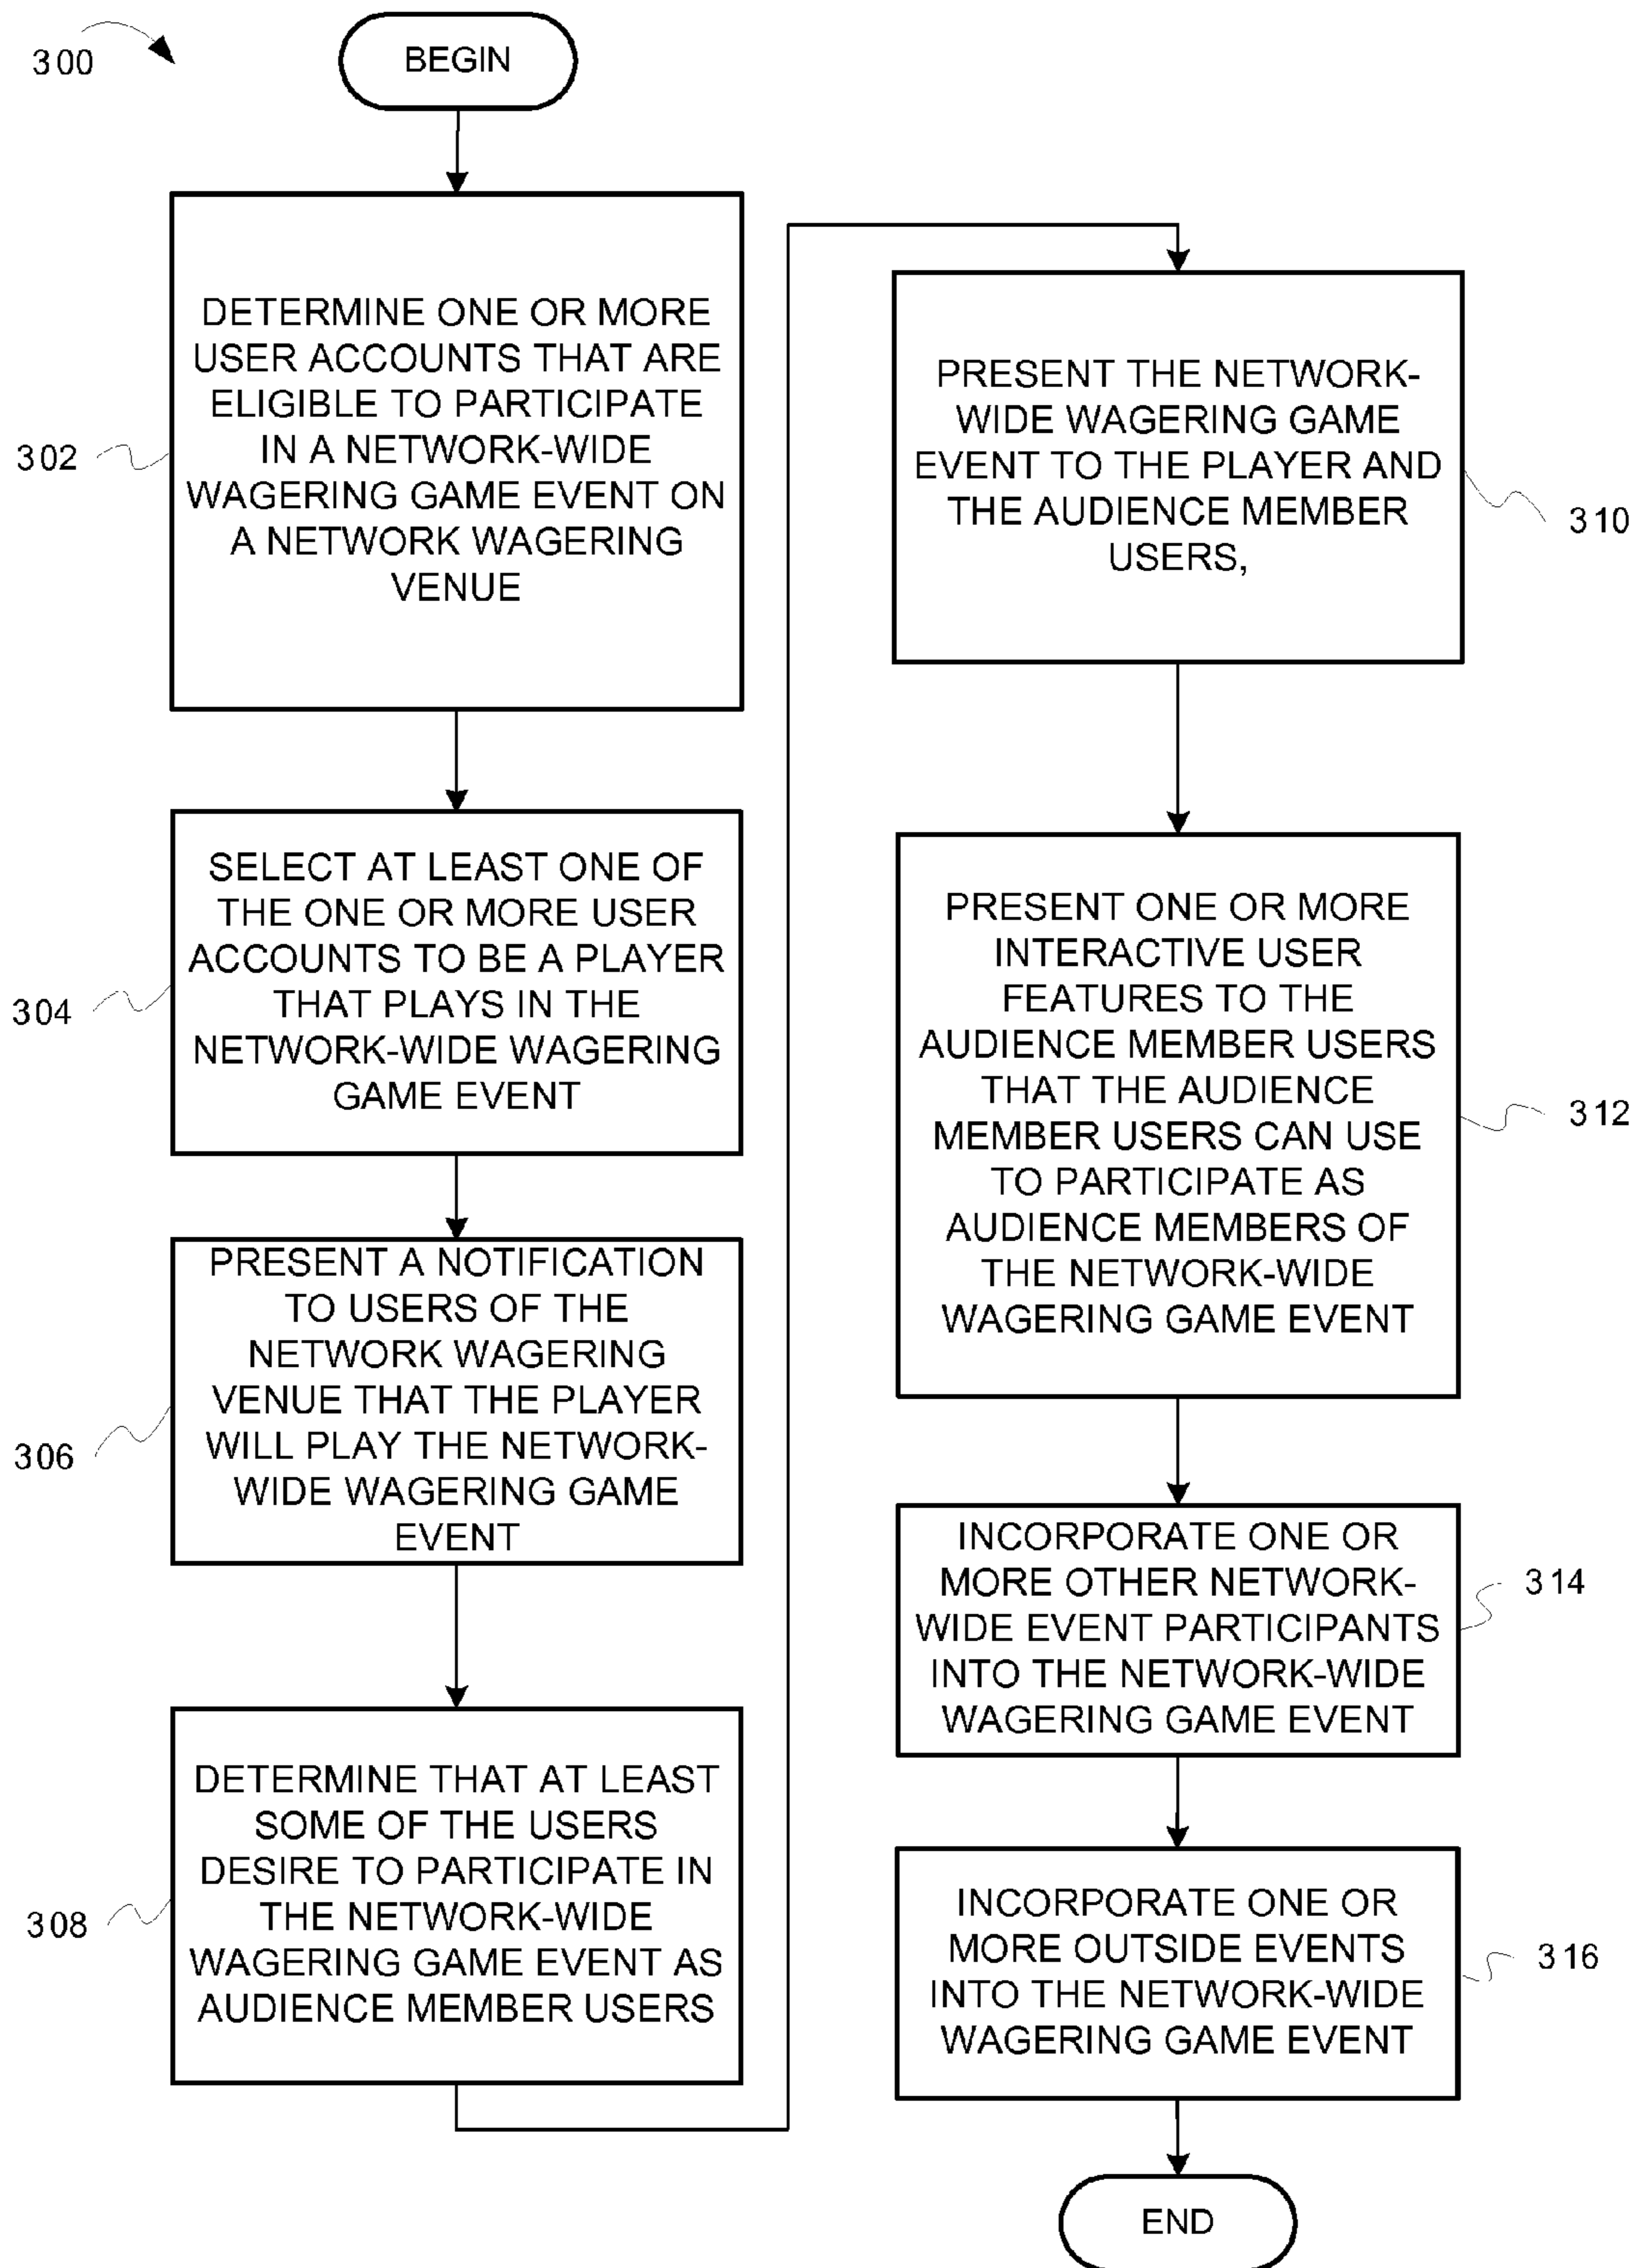 300
BEGIN
302
DETERMINE ONE OR MORE
USER ACCOUNTS THAT ARE
ELIGIBLE TO PARTICIPATE
IN A NETWORK-WIDE
WAGERING GAME EVENT ON
A NETWORK WAGERING
VENUE
304
SELECT AT LEAST ONE OF
THE ONE OR MORE USER
ACCOUNTS TO BE A PLAYER
THAT PLAYS IN THE
NETWORK-WIDE WAGERING
GAME EVENT
306
PRESENT A NOTIFICATION
TO USERS OF THE
NETWORK WAGERING
VENUE THAT THE PLAYER
WILL PLAY THE NETWORK-
WIDE WAGERING GAME
EVENT
308
DETERMINE THAT AT LEAST
SOME OF THE USERS
DESIRE TO PARTICIPATE IN
THE NETWORK-WIDE
WAGERING GAME EVENT AS
AUDIENCE MEMBER USERS
PRESENT THE NETWORK-
WIDE WAGERING GAME
EVENT TO THE PLAYER AND
THE AUDIENCE MEMBER
USERS,
310
PRESENT ONE OR MORE
INTERACTIVE USER
FEATURES TO THE
AUDIENCE MEMBER USERS
THAT THE AUDIENCE
MEMBER USERS CAN USE
TO PARTICIPATE AS
AUDIENCE MEMBERS OF
THE NETWORK-WIDE
WAGERING GAME EVENT
312
INCORPORATE ONE OR
MORE OTHER NETWORK-
WIDE EVENT PARTICIPANTS
INTO THE NETWORK-WIDE
WAGERING GAME EVENT
314
INCORPORATE ONE OR
MORE OUTSIDE EVENTS
INTO THE NETWORK-WIDE
WAGERING GAME EVENT
316
END